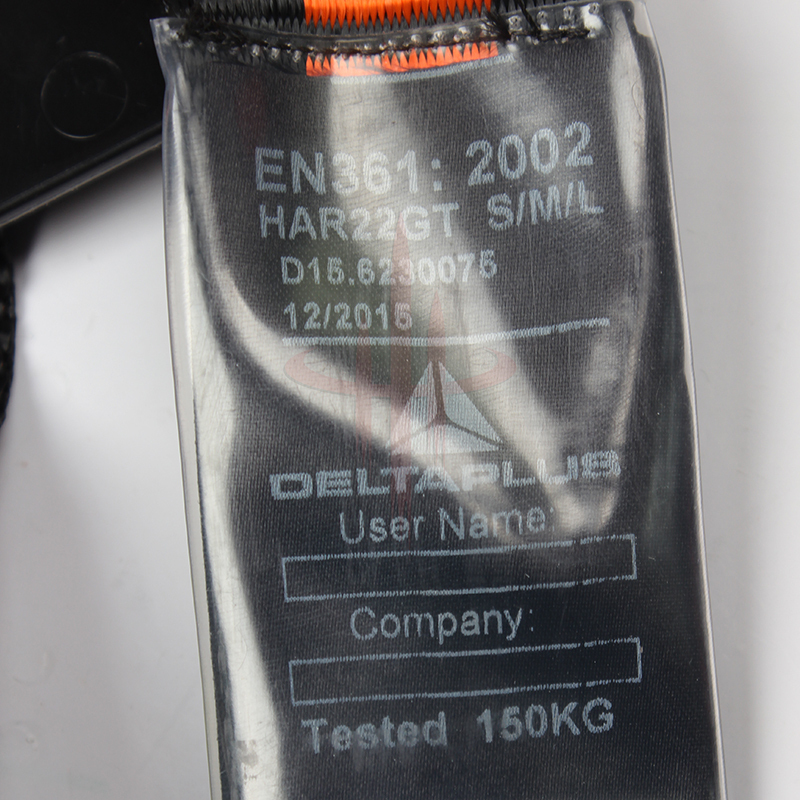 EN361: 2002
HAR22GT S/M/L
D15.6230075
12/2015
DELTAPLUS
User Name:
Company:
Tested 150KG